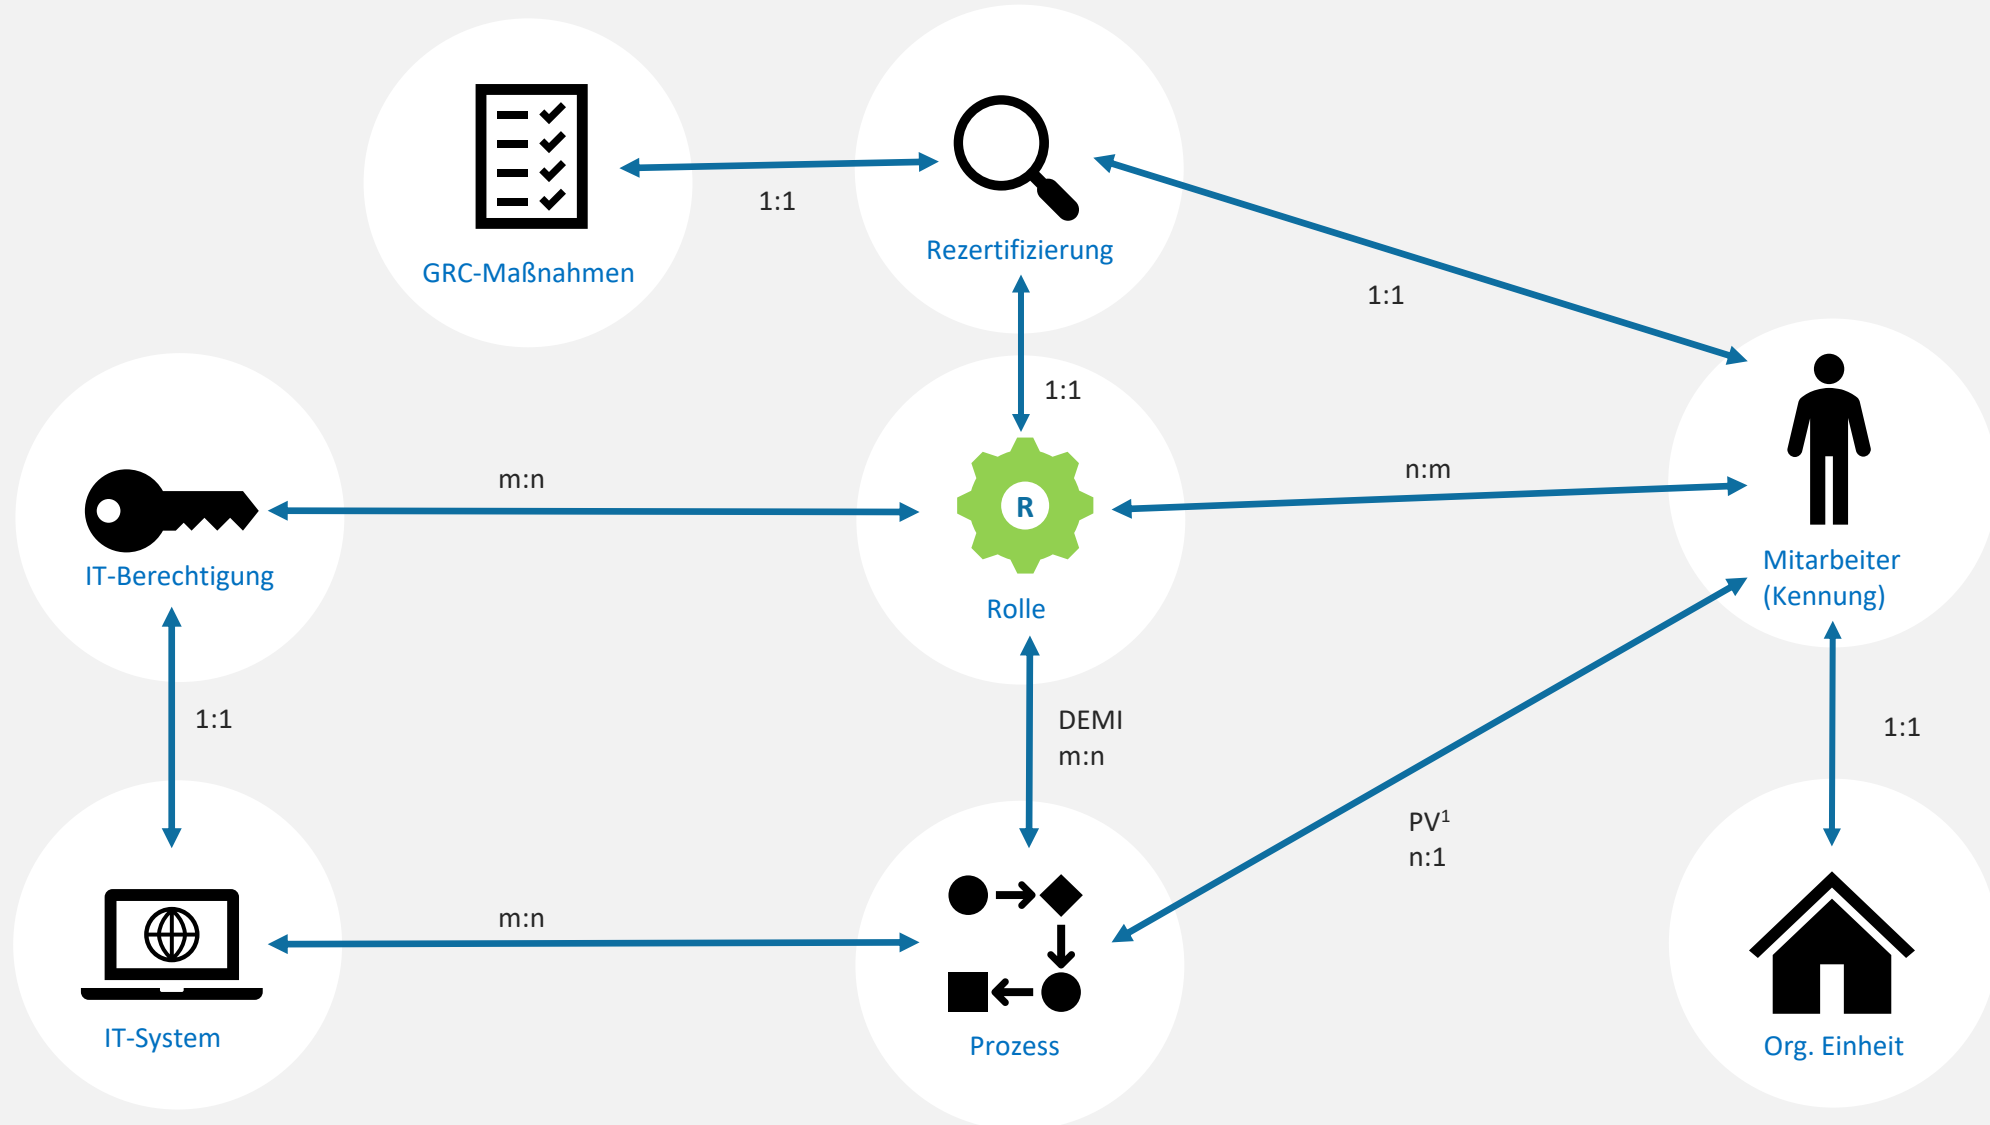 1:1
Rezertifizierung
GRC-Maßnahmen
1:1
1:1
m:n
n:m
R
IT-Berechtigung
Rolle
Mitarbeiter
(Kennung)
1:1
DEMI
m:n
1:1
PV¹
n:1
m:n
IT-System
Prozess
Org. Einheit